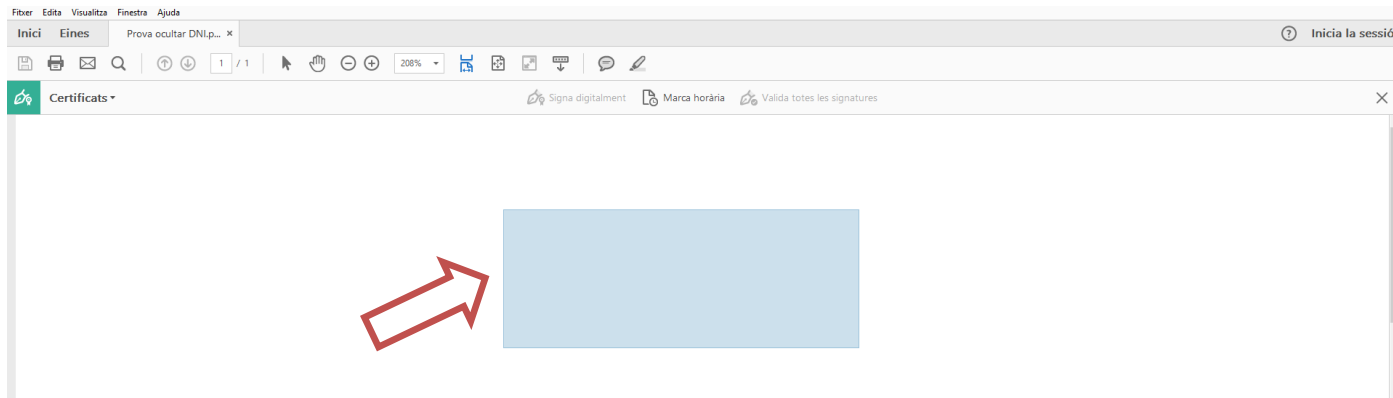 Fitxer Edita Visualitza Finestra Ajuda
Inici Eines Prova ocultar DNI.p... × ? Inicia la sessió
1 / 1 208%
Certificats Signa digitalment Marca horària Valida totes les signatures